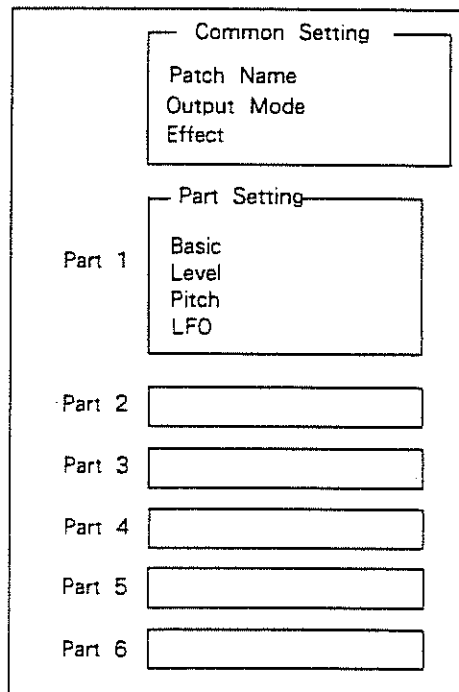 Common Setting
Patch Name
Output Mode
Effect
Part Setting
Part 1
Basic
Level
Pitch
LFO
Part 2
Part 3
Part 4
Part 5
Part 6